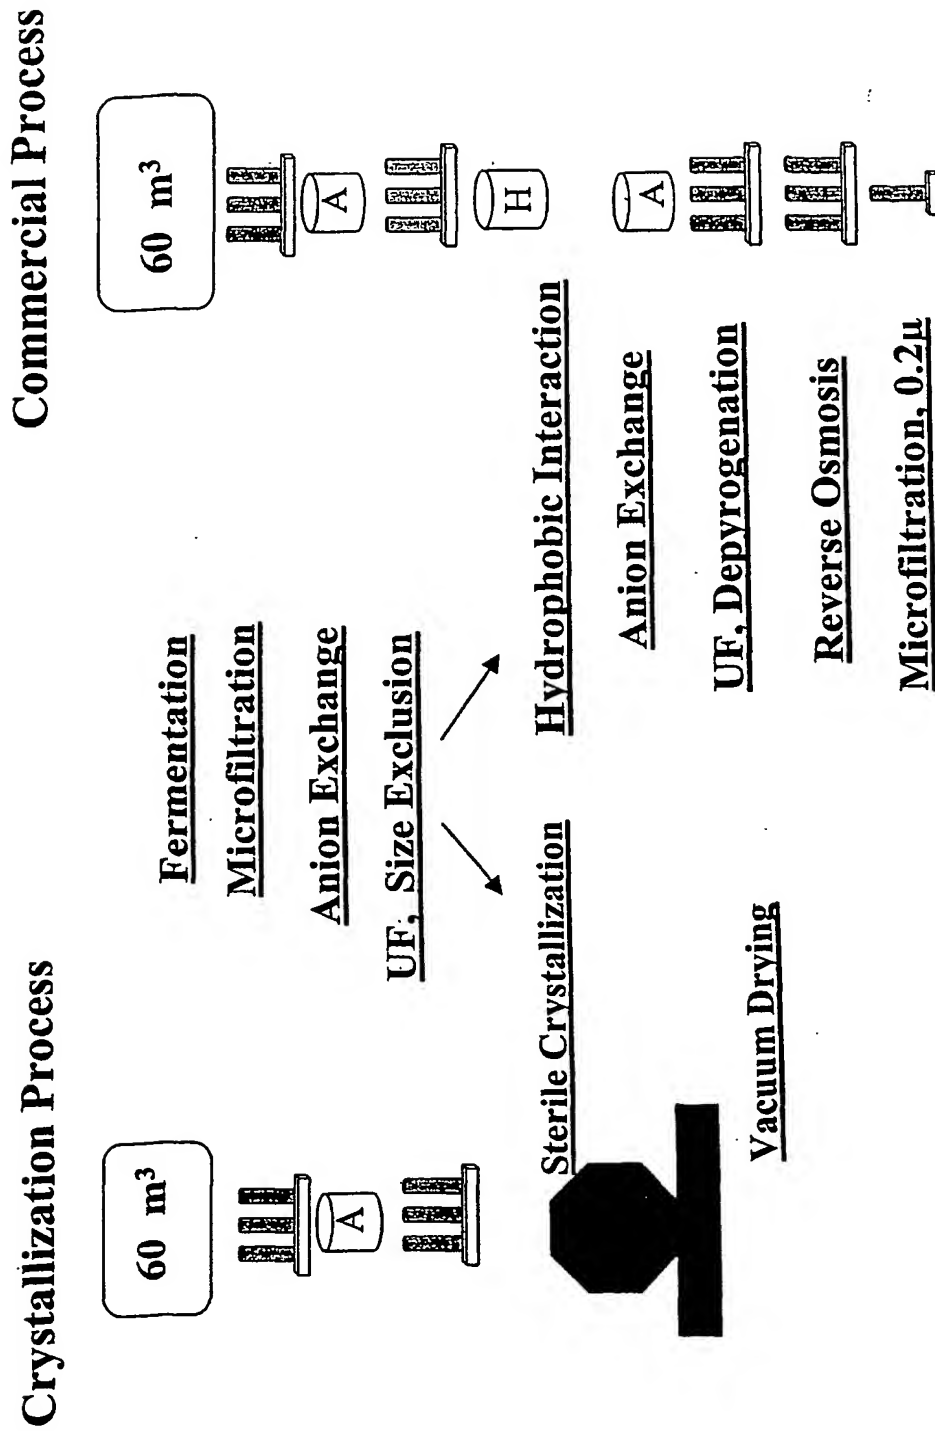 Crystallization Process
Commercial Process
60 m³
60 m³
Fermentation
Microfiltration
A
A
Anion Exchange
UF, Size Exclusion
Sterile Crystallization
Hydrophobic Interaction
H
Anion Exchange
A
Vacuum Drying
UF, Depyrogenation
Reverse Osmosis
Microfiltration, 0.2µ